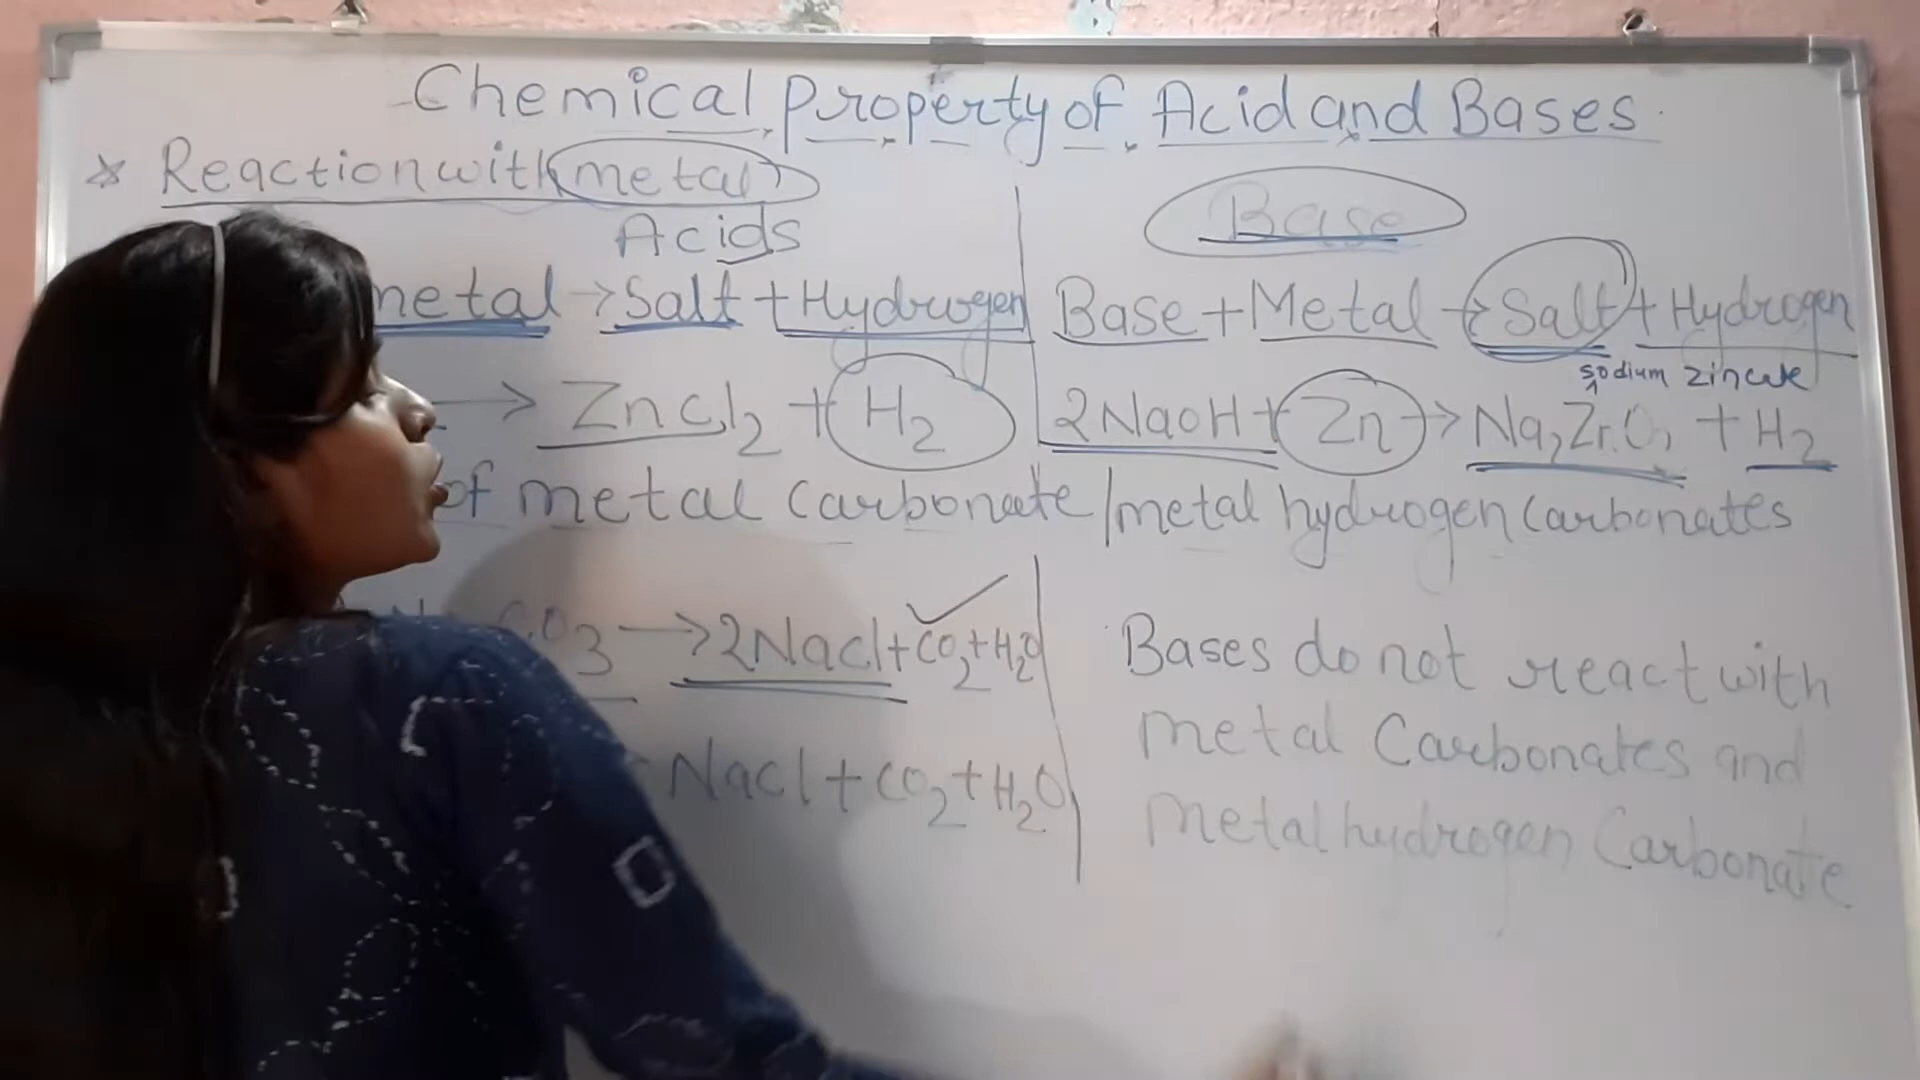 Chemical property of Acid and Bases.
* Reaction with metal
Acids
metal → Salt + Hydrogen
→ ZnCl2 + H2
Base
Base + Metal → Salt + Hydrogen
sodium zincate
2NaOH + Zn → Na2ZnO2 + H2
of metal carbonate / metal hydrogen carbonates
CO3 → 2NaCl + CO2 + H2O
NaCl + CO2 + H2O
Bases do not react with
metal Carbonates and
metal hydrogen Carbonate